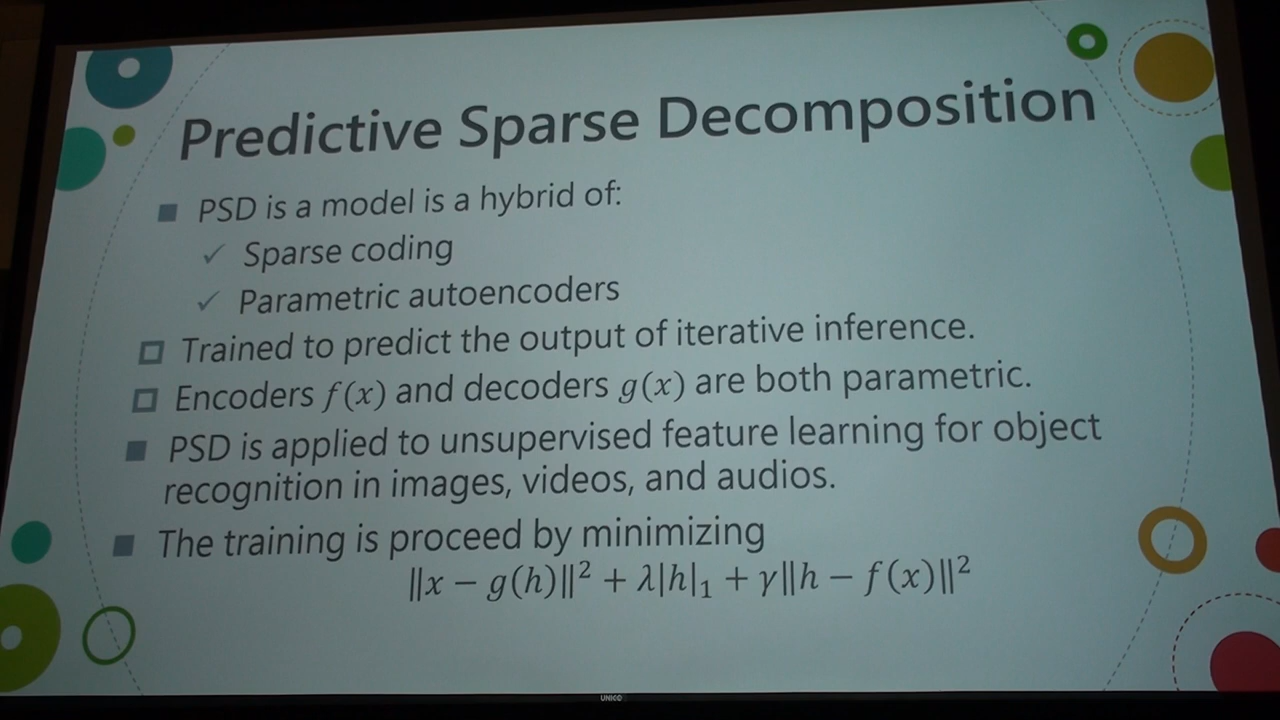 Predictive Sparse Decomposition
PSD is a model is a hybrid of:
Sparse coding
Parametric autoencoders
Trained to predict the output of iterative inference.
Encoders f(x) and decoders g(x) are both parametric.
PSD is applied to unsupervised feature learning for object
recognition in images, videos, and audios.
The training is proceed by minimizing
‖x − g(h)‖² + λ|h|₁ + γ‖h − f(x)‖²
UNICO